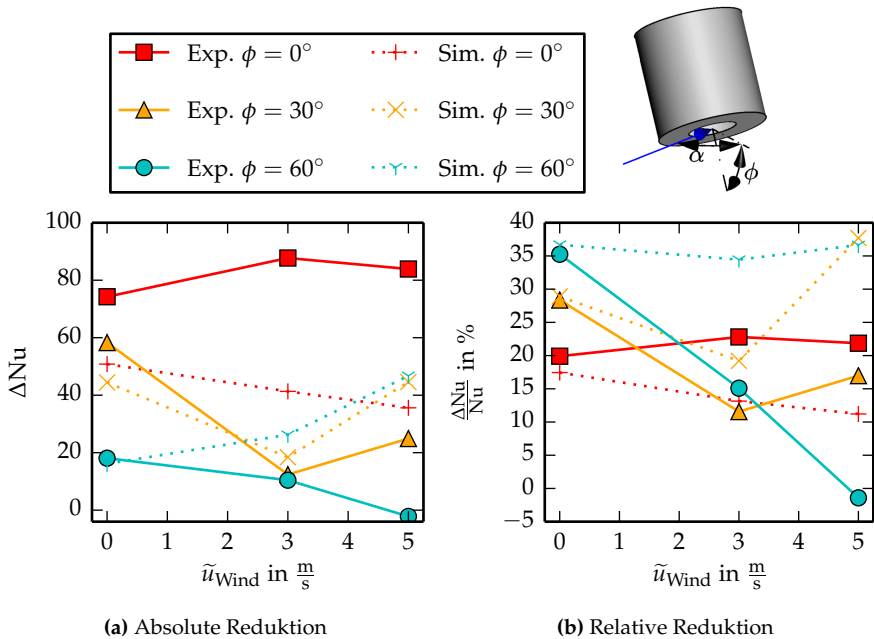 Exp. ϕ = 0° Sim. ϕ = 0°
Exp. ϕ = 30° Sim. ϕ = 30°
Exp. ϕ = 60° Sim. ϕ = 60°
α ϕ
100
80
60
40
20
0
ΔNu
0 1 2 3 4 5
ũWind in m/s
(a) Absolute Reduktion
40
35
30
25
20
15
10
5
0
−5
ΔNu/Nu in %
0 1 2 3 4 5
ũWind in m/s
(b) Relative Reduktion